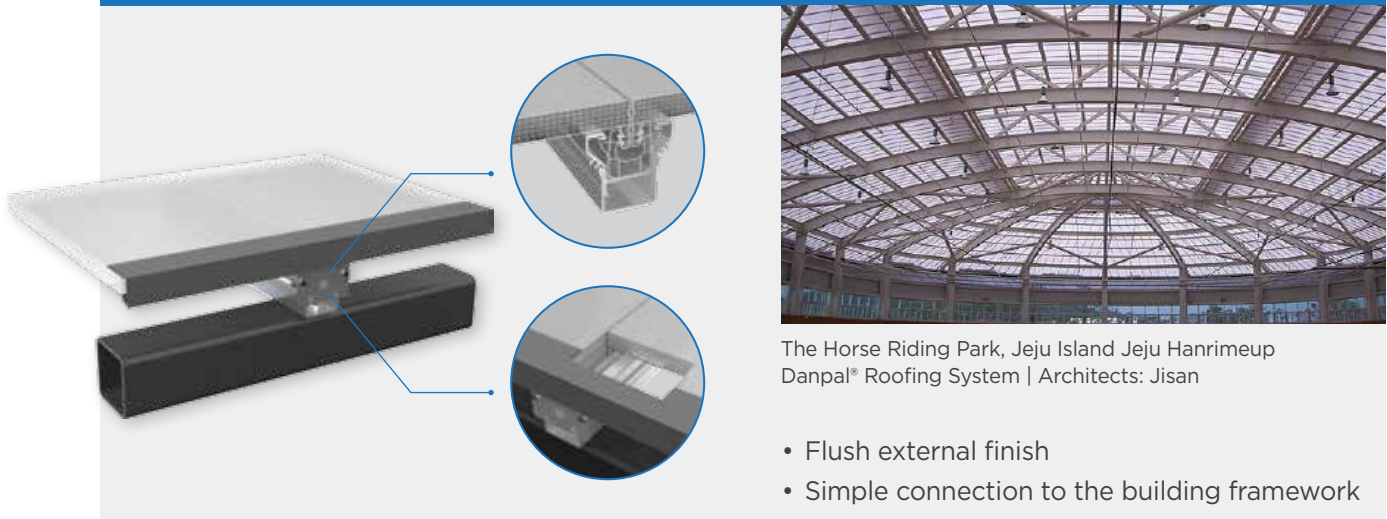 The Horse Riding Park, Jeju Island Jeju Hanrimeup
Danpal® Roofing System | Architects: Jisan
• Flush external finish
• Simple connection to the building framework